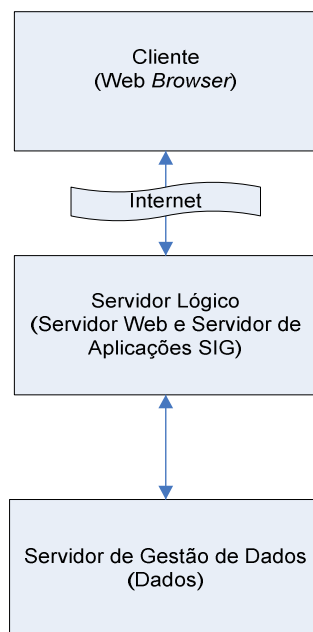 Cliente
(Web Browser)
Internet
Servidor Lógico
(Servidor Web e Servidor de
Aplicações SIG)
Servidor de Gestão de Dados
(Dados)